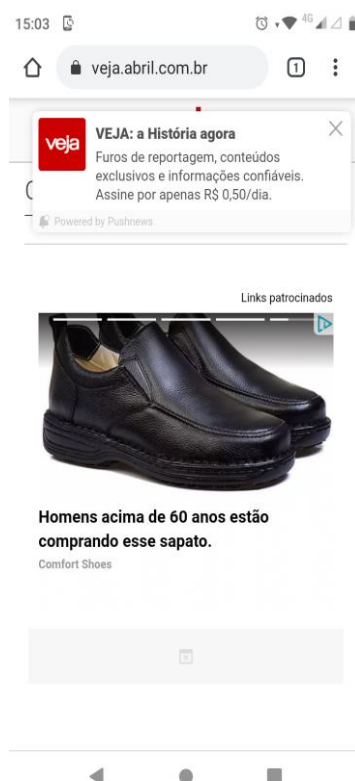 15:03
4G
veja.abril.com.br
1
veja
VEJA: a História agora
Furos de reportagem, conteúdos
exclusivos e informações confiáveis.
Assine por apenas R$ 0,50/dia.
Powered by Pushnews
Links patrocinados
Homens acima de 60 anos estão
comprando esse sapato.
Comfort Shoes